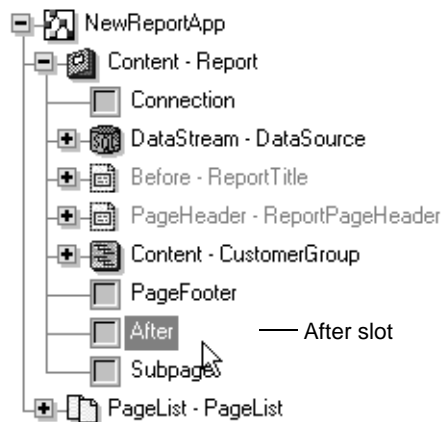 NewReportApp
Content - Report
Connection
DataStream - DataSource
Before - ReportTitle
PageHeader - ReportPageHeader
Content - CustomerGroup
PageFooter
After After slot
Subpages
PageList - PageList